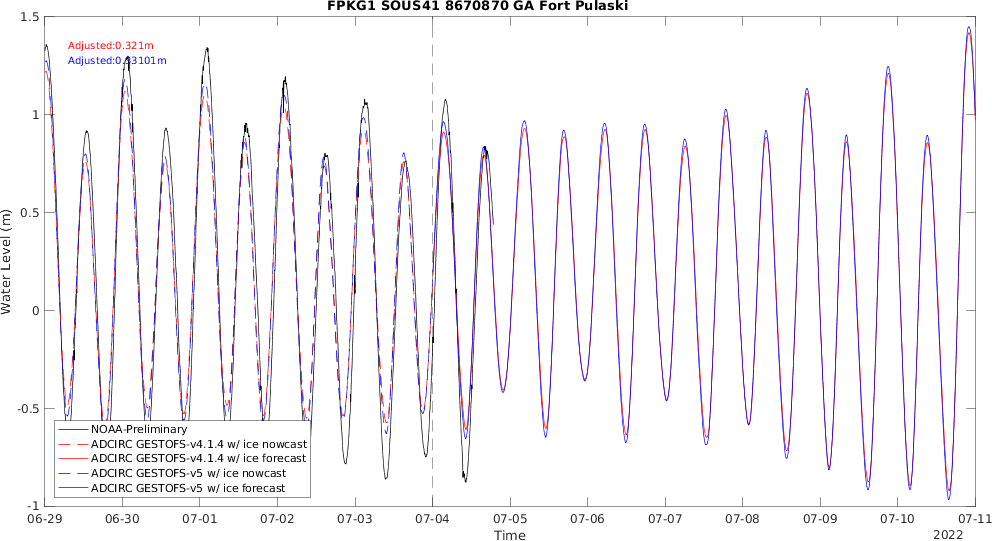 FPKG1 SOUS41 8670870 GA Fort Pulaski
1.5
Adjusted:0.321m
Adjusted:0.33101m
1
0.5
Water Level (m)
0
-0.5
NOAA-Preliminary
ADCIRC GESTOFS-v4.1.4 w/ ice nowcast
ADCIRC GESTOFS-v4.1.4 w/ ice forecast
ADCIRC GESTOFS-v5 w/ ice nowcast
ADCIRC GESTOFS-v5 w/ ice forecast
-1
06-29 06-30 07-01 07-02 07-03 07-04 07-05 07-06 07-07 07-08 07-09 07-10 07-11
Time
2022